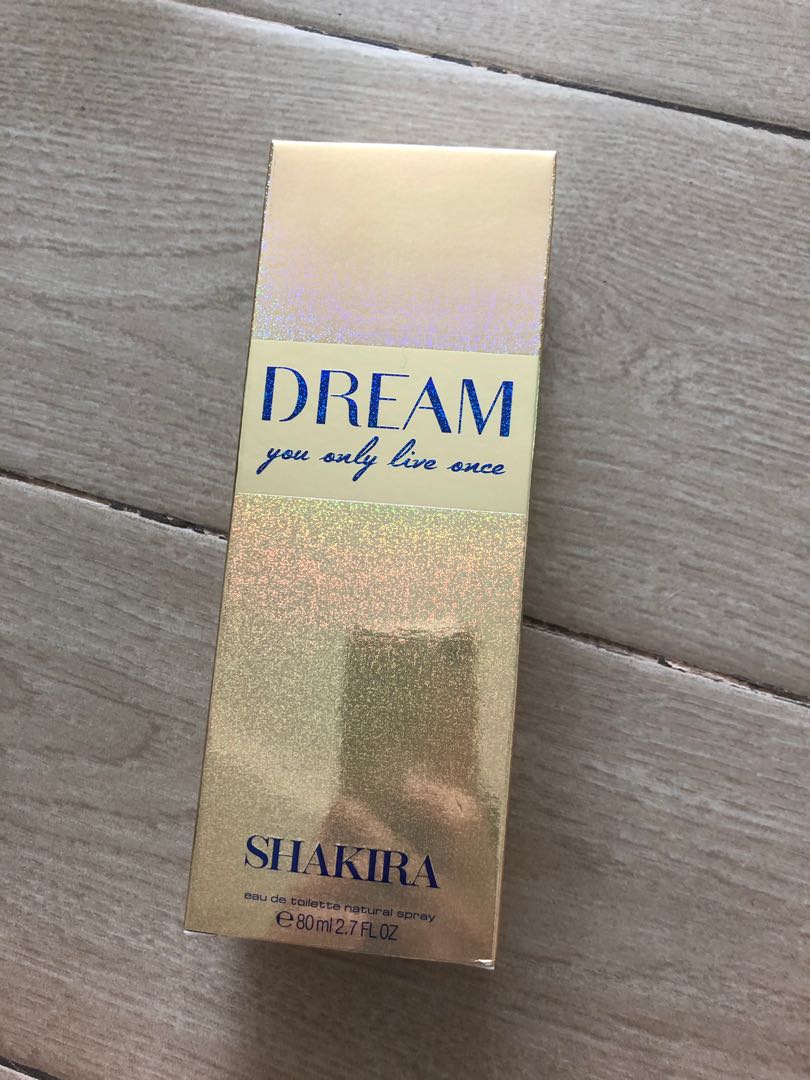 DREAM
you only live once
SHAKIRA
eau de toilette natural spray
℮ 80 ml 2.7 FL OZ